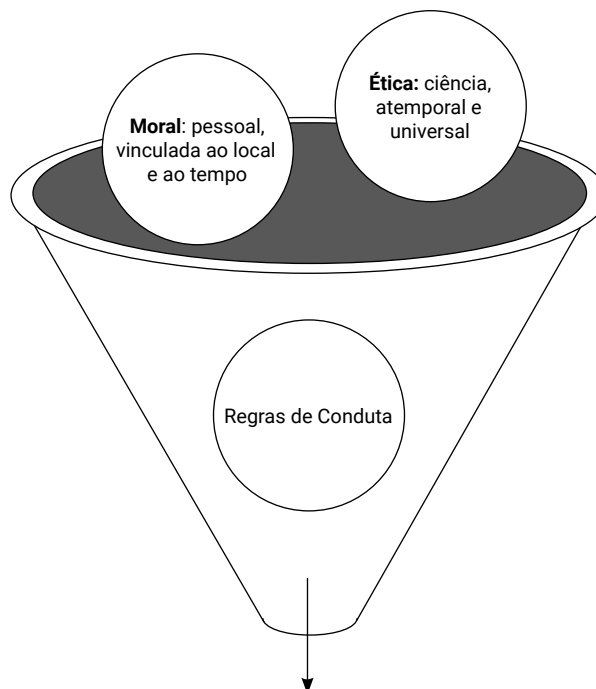 Moral: pessoal,
vinculada ao local
e ao tempo
Ética: ciência,
atemporal e
universal
Regras de Conduta